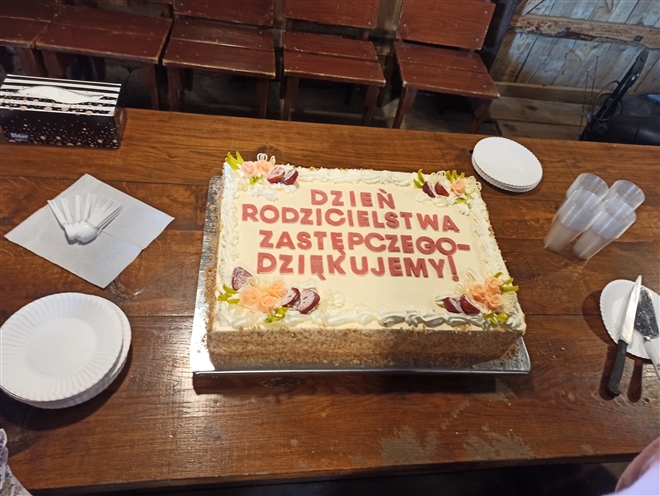 DZIEŃ
RODZICIELSTWA
ZASTĘPCZEGO-
DZIĘKUJEMY!